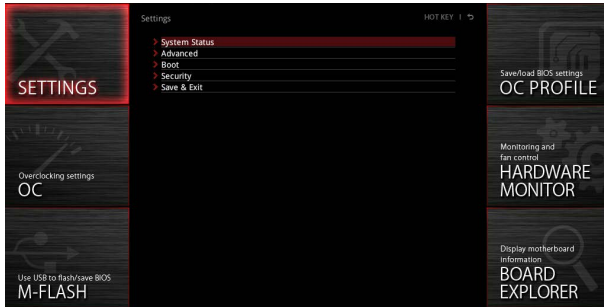 Settings
HOT KEY |
System Status
Advanced
Boot
Security
Save & Exit
SETTINGS
Overclocking settings
OC
Use USB to flash/save BIOS
M-FLASH
Save/load BIOS settings
OC PROFILE
Monitoring and
fan control
HARDWARE
MONITOR
Display motherboard
information
BOARD
EXPLORER